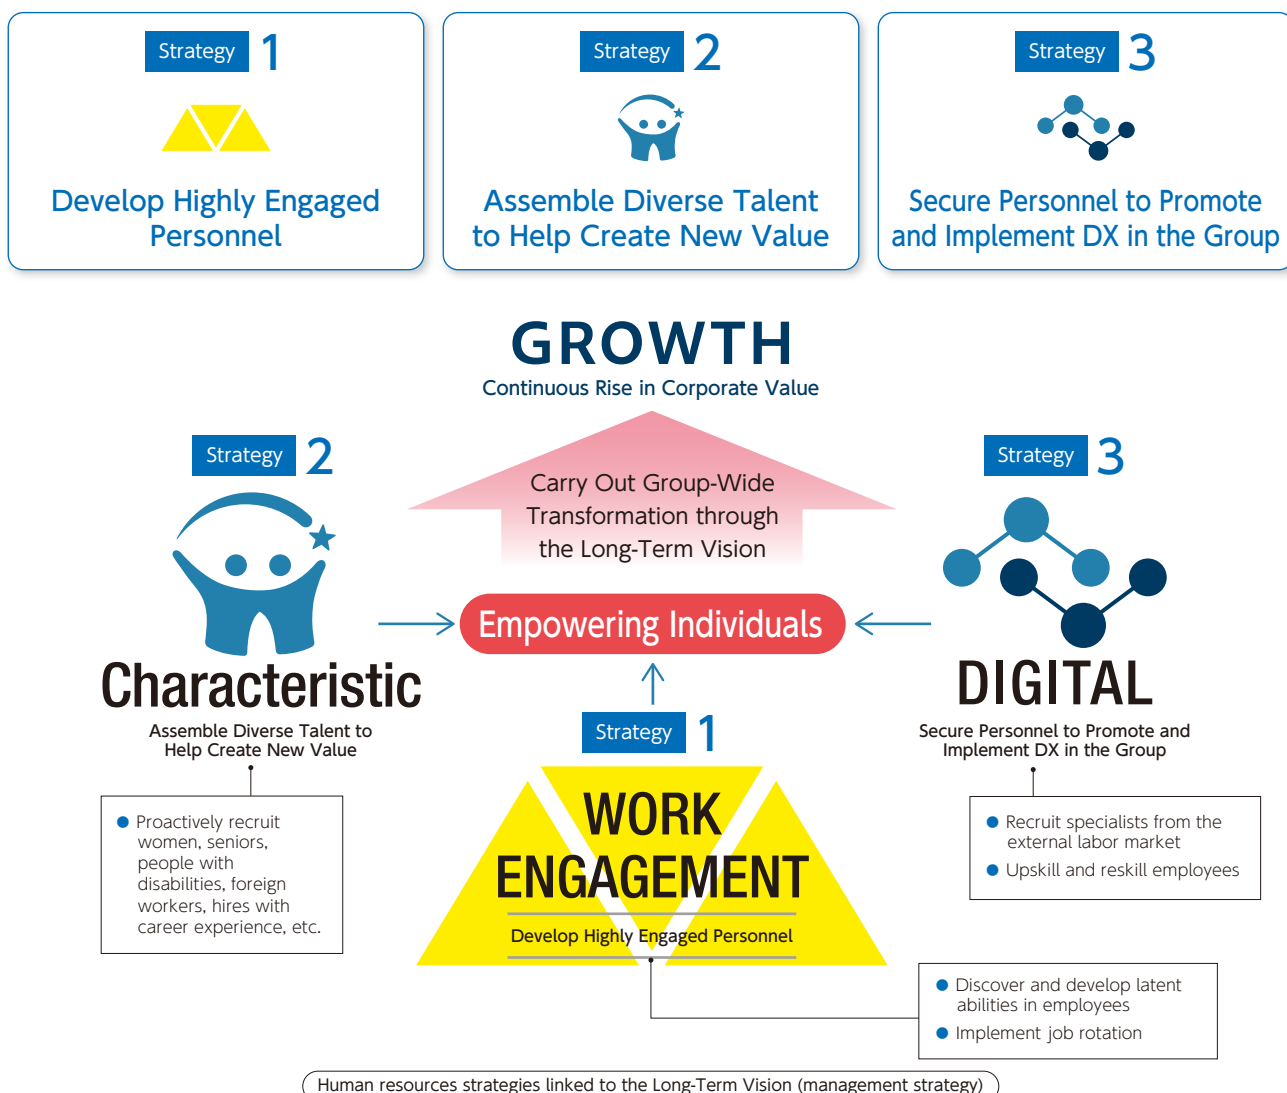 Strategy 1
Develop Highly Engaged
Personnel
Strategy 2
Assemble Diverse Talent
to Help Create New Value
Strategy 3
Secure Personnel to Promote
and Implement DX in the Group
GROWTH
Continuous Rise in Corporate Value
Carry Out Group-Wide
Transformation through
the Long-Term Vision
Strategy 2
Characteristic
Assemble Diverse Talent to
Help Create New Value
● Proactively recruit
women, seniors,
people with
disabilities, foreign
workers, hires with
career experience, etc.
Empowering Individuals
Strategy 3
DIGITAL
Secure Personnel to Promote and
Implement DX in the Group
● Recruit specialists from the
external labor market
● Upskill and reskill employees
Strategy 1
WORK
ENGAGEMENT
Develop Highly Engaged Personnel
● Discover and develop latent
abilities in employees
● Implement job rotation
Human resources strategies linked to the Long-Term Vision (management strategy)